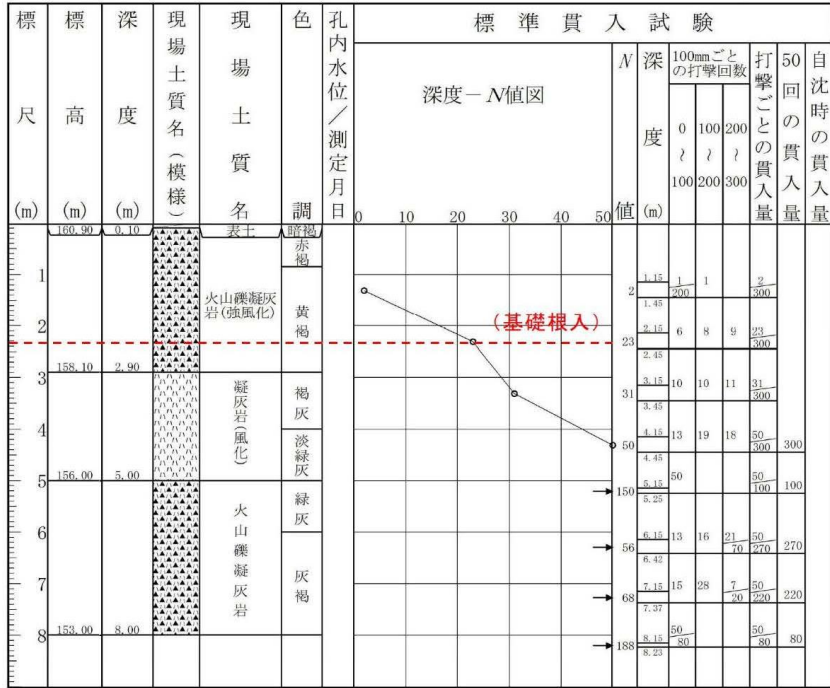 標尺(m)
標高(m)
深度(m)
現場土質名(模様)
現場土質名
色調
孔内水位/測定月日
標準貫入試験
深度－N値図
0 10 20 30 40 50
N値
深度(m)
100mmごとの打撃回数
0～100
100～200
200～300
打撃ごとの貫入量
50回の貫入量
自沈時の貫入量
160.90 0.10 表土 暗褐
赤褐
火山礫凝灰岩(強風化)
黄褐
(基礎根入)
158.10 2.90
凝灰岩(風化)
褐灰
淡緑灰
156.00 5.00
火山礫凝灰岩
緑灰
灰褐
153.00 8.00
1
2
3
4
5
6
7
8
2 1.15 1.45 1/200 1 2/300
23 2.15 2.45 6 8 9 23/300
31 3.15 3.45 10 10 11 31/300
50 4.15 4.45 13 19 18 50/300 300
→150 5.15 5.25 50 50/100 100
→56 6.15 6.42 13 16 21/70 50/270 270
→68 7.15 7.37 15 28 7/20 50/220 220
→188 8.15 8.23 50/80 50/80 80